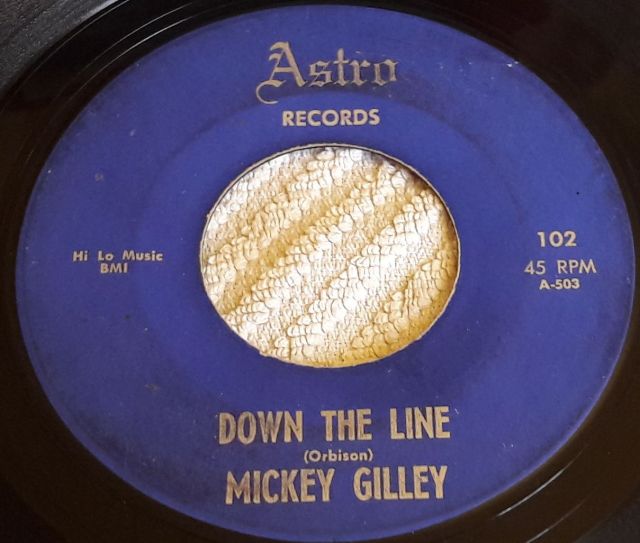 Astro
RECORDS
Hi Lo Music
BMI
102
45 RPM
A-503
DOWN THE LINE
(Orbison)
MICKEY GILLEY